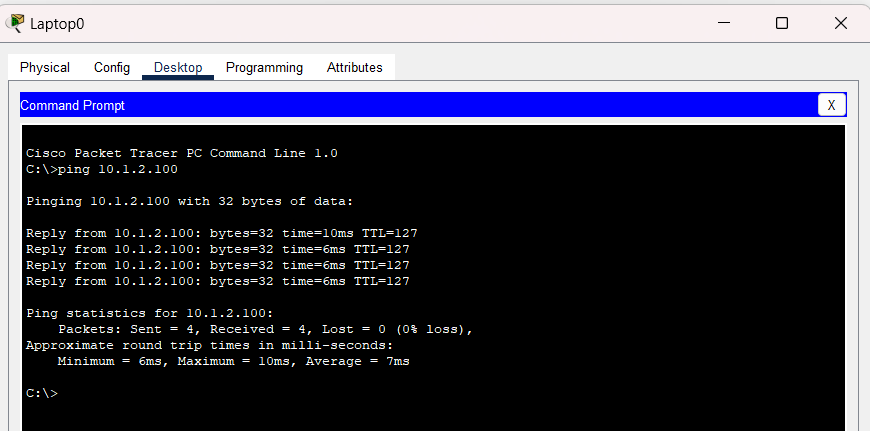 Laptop0
Physical Config Desktop Programming Attributes
Command Prompt X
Cisco Packet Tracer PC Command Line 1.0
C:\>ping 10.1.2.100
Pinging 10.1.2.100 with 32 bytes of data:
Reply from 10.1.2.100: bytes=32 time=10ms TTL=127
Reply from 10.1.2.100: bytes=32 time=6ms TTL=127
Reply from 10.1.2.100: bytes=32 time=6ms TTL=127
Reply from 10.1.2.100: bytes=32 time=6ms TTL=127
Ping statistics for 10.1.2.100:
    Packets: Sent = 4, Received = 4, Lost = 0 (0% loss),
Approximate round trip times in milli-seconds:
    Minimum = 6ms, Maximum = 10ms, Average = 7ms
C:\>